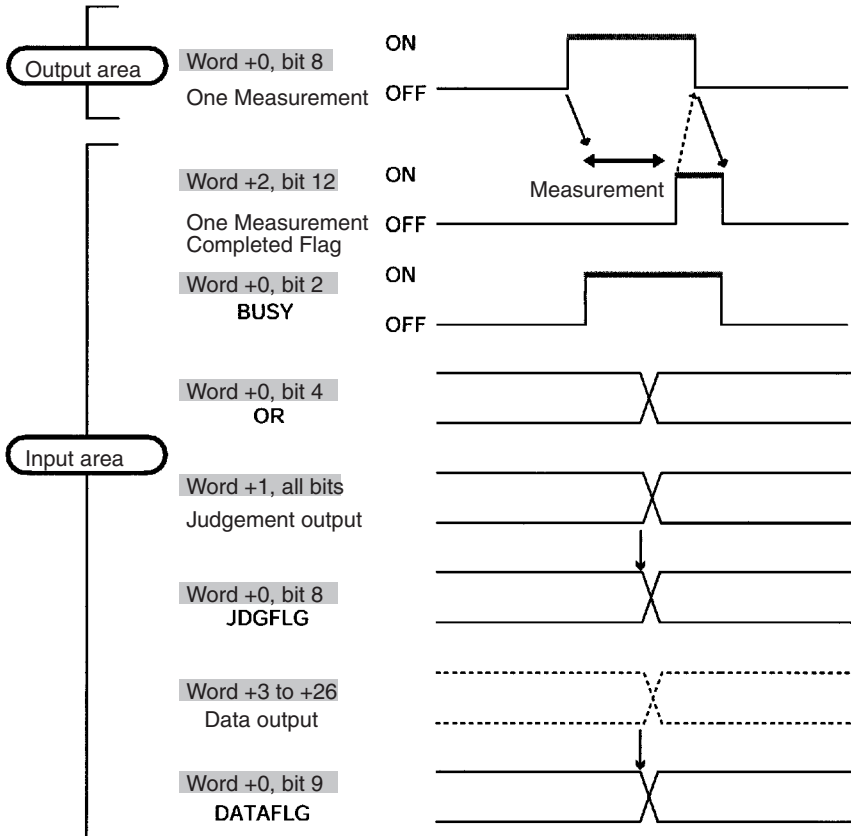 ON
Output area
Word +0, bit 8
One Measurement
OFF
Word +2, bit 12
ON
Measurement
One Measurement
Completed Flag
OFF
Word +0, bit 2
ON
BUSY
OFF
Word +0, bit 4
OR
Input area
Word +1, all bits
Judgement output
Word +0, bit 8
JDGFLG
Word +3 to +26
Data output
Word +0, bit 9
DATAFLG